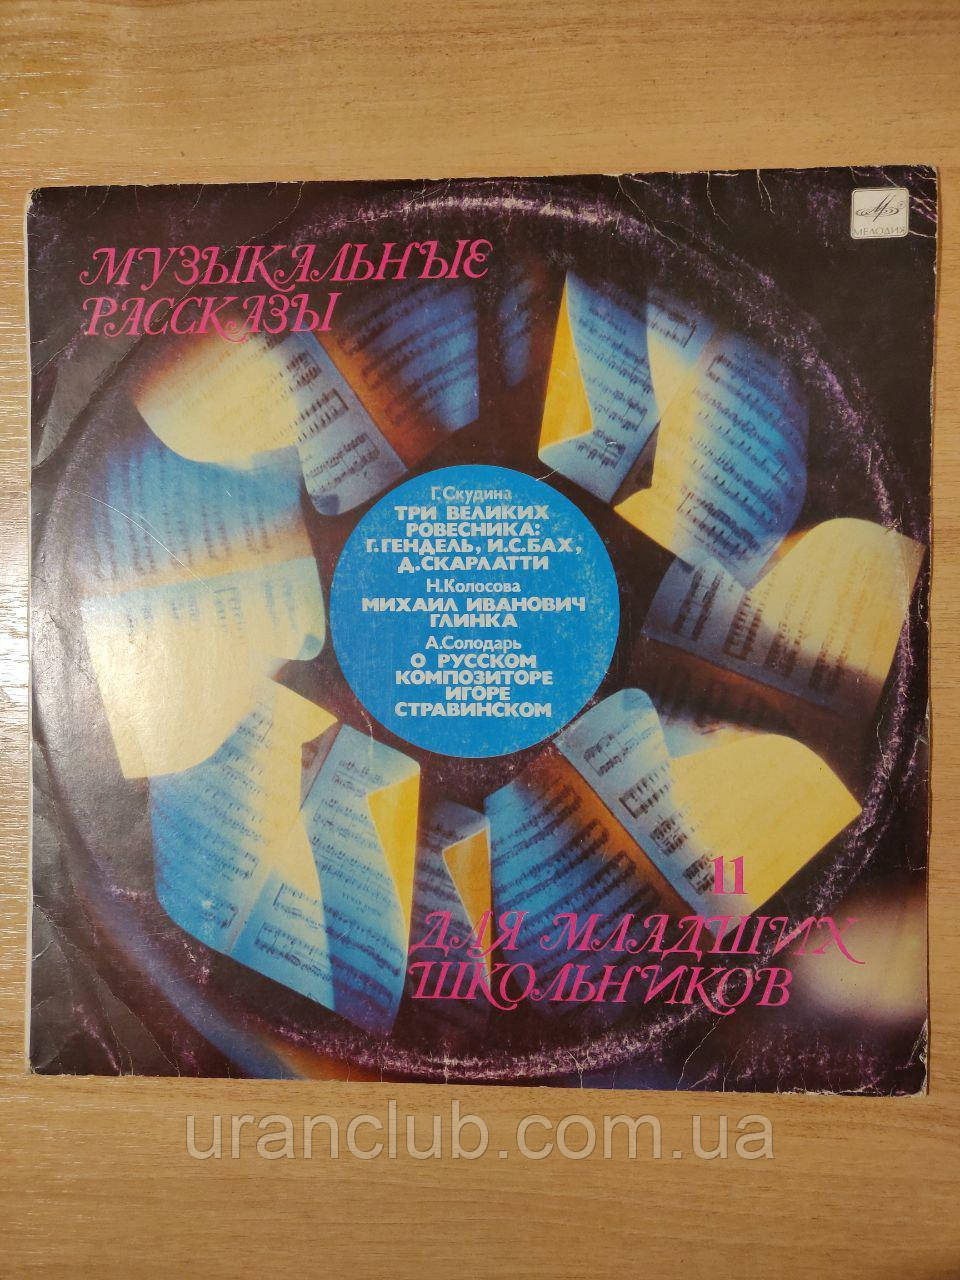 МЕЛОДИЯ
МУЗЫКАЛЬНЫЕ
РАССКАЗЫ
Г.Скудина
ТРИ ВЕЛИКИХ
РОВЕСНИКА:
Г.ГЕНДЕЛЬ, И.С.БАХ,
Д.СКАРЛАТТИ
Н.Колосова
МИХАИЛ ИВАНОВИЧ
ГЛИНКА
А.Солодарь
О РУССКОМ
КОМПОЗИТОРЕ
ИГОРЕ
СТРАВИНСКОМ
11
ДЛЯ МЛАДШИХ
ШКОЛЬНИКОВ
uranclub.com.ua